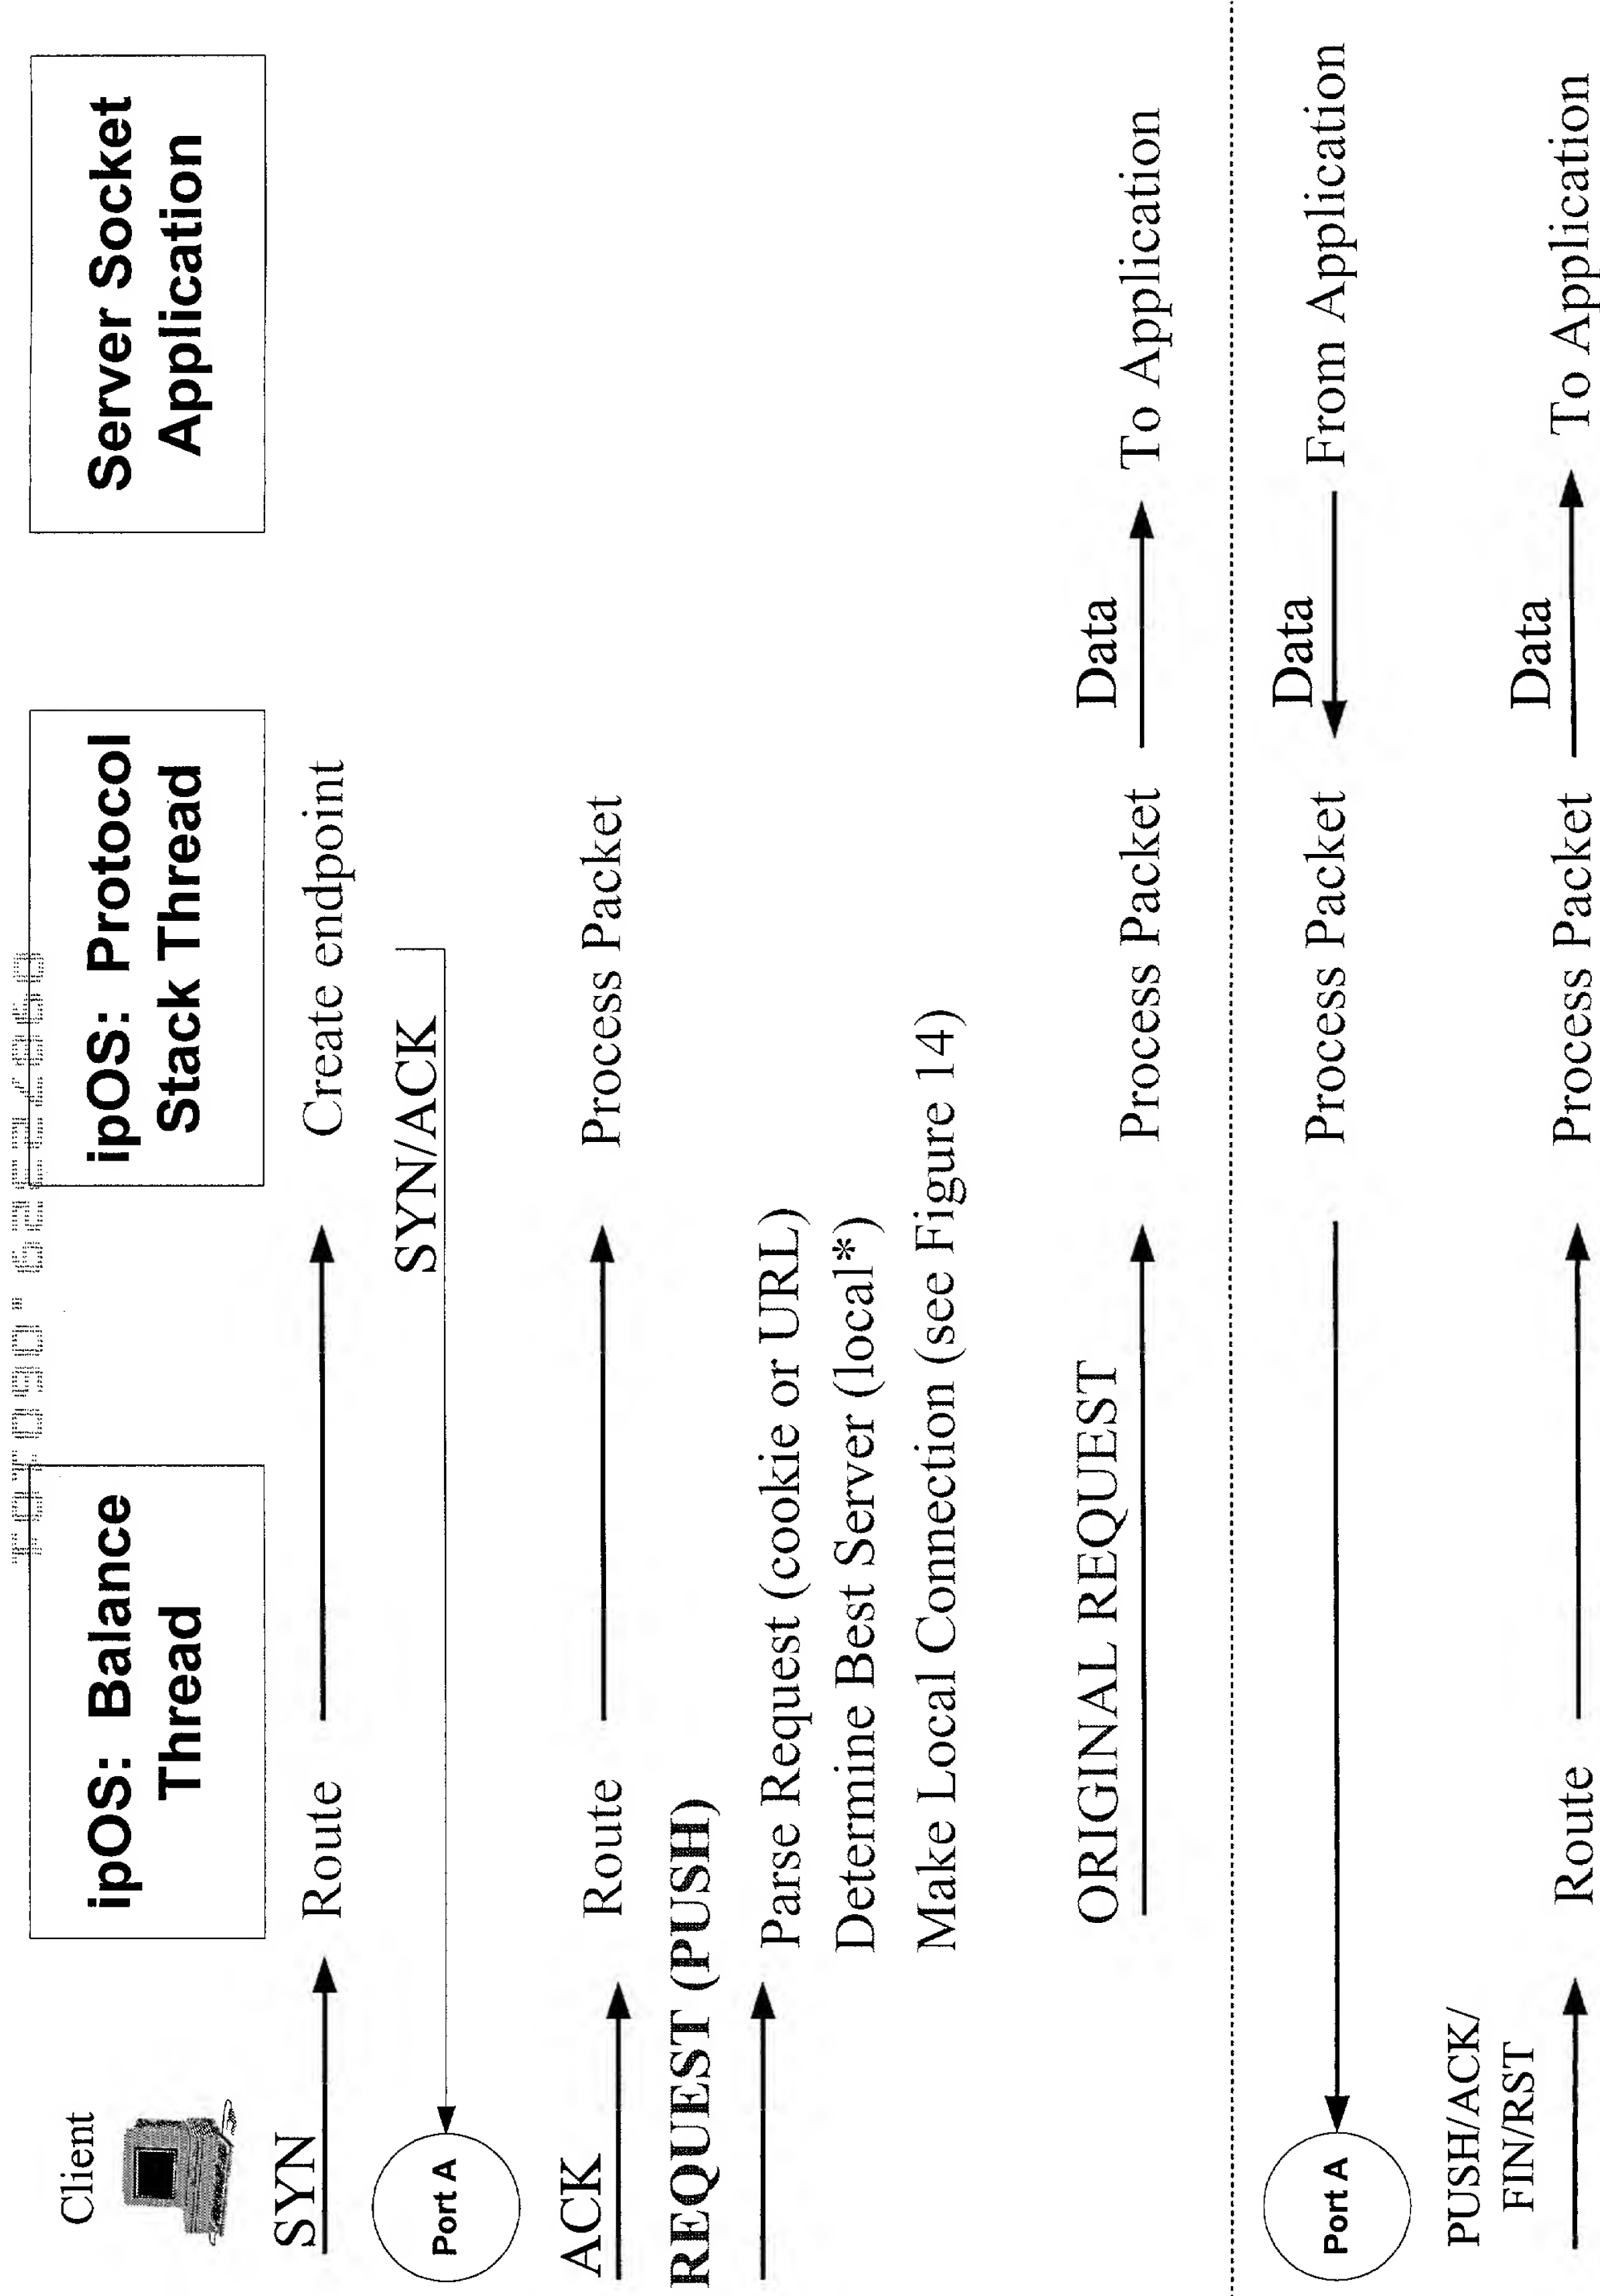 Client
ipOS: Balance
Thread
ipOS: Protocol
Stack Thread
Server Socket
Application
SYN
Route
Create endpoint
SYN/ACK
Port A
ACK
Route
Process Packet
REQUEST (PUSH)
Parse Request (cookie or URL)
Determine Best Server (local*)
Make Local Connection (see Figure 14)
ORIGINAL REQUEST
Process Packet
Data
To Application
Port A
Process Packet
Data
From Application
PUSH/ACK/
FIN/RST
Route
Process Packet
Data
To Application